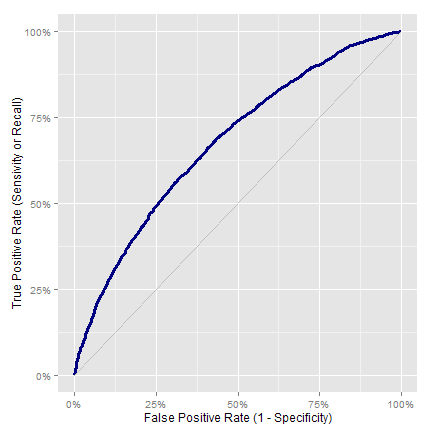 100%
75%
50%
25%
0%
True Positive Rate (Sensivity or Recall)
0% 25% 50% 75% 100%
False Positive Rate (1 - Specificity)